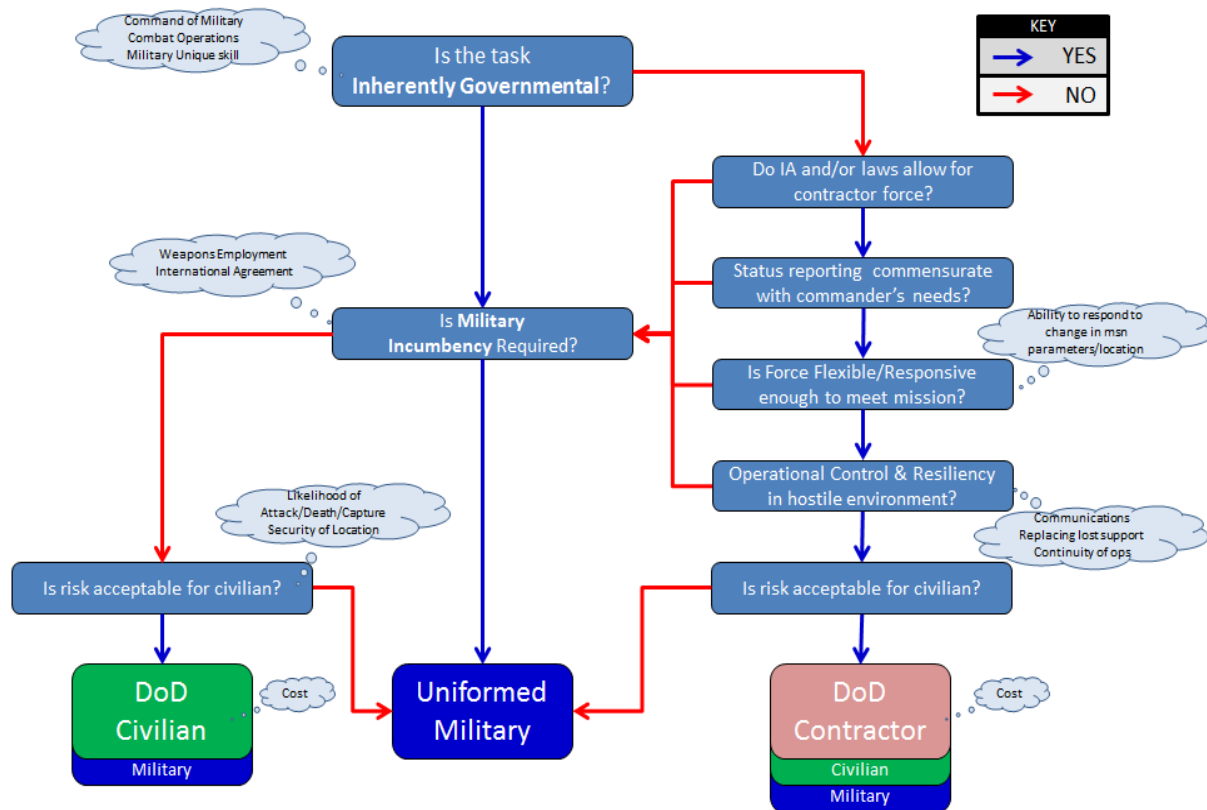 Command of Military
Combat Operations
Military Unique skill
Is the task
Inherently Governmental?
KEY
YES
NO
Do IA and/or laws allow for
contractor force?
Weapons Employment
International Agreement
Status reporting commensurate
with commander's needs?
Is Military
Incumbency Required?
Ability to respond to
change in msn
parameters/location
Is Force Flexible/Responsive
enough to meet mission?
Operational Control & Resiliency
in hostile environment?
Likelihood of
Attack/Death/Capture
Security of Location
Communications
Replacing lost support
Continuity of ops
Is risk acceptable for civilian?
Is risk acceptable for civilian?
DoD
Civilian
Cost
Military
Uniformed
Military
DoD
Contractor
Cost
Civilian
Military